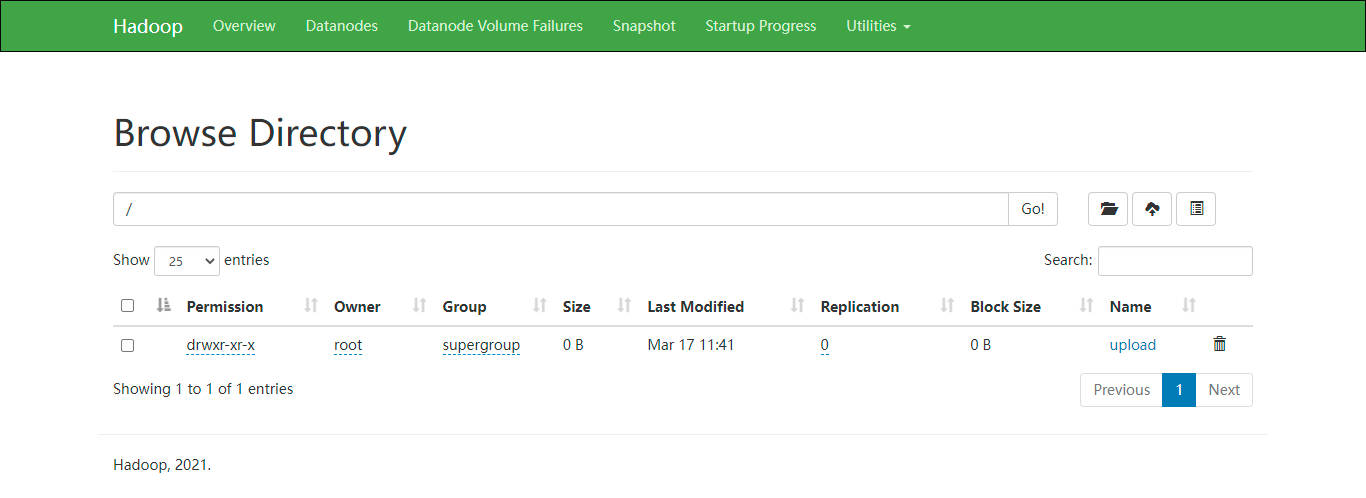 Hadoop Overview Datanodes Datanode Volume Failures Snapshot Startup Progress Utilities
Browse Directory
/ Go!
Show 25 entries Search:
Permission Owner Group Size Last Modified Replication Block Size Name
drwxr-xr-x root supergroup 0 B Mar 17 11:41 0 0 B upload
Showing 1 to 1 of 1 entries Previous 1 Next
Hadoop, 2021.